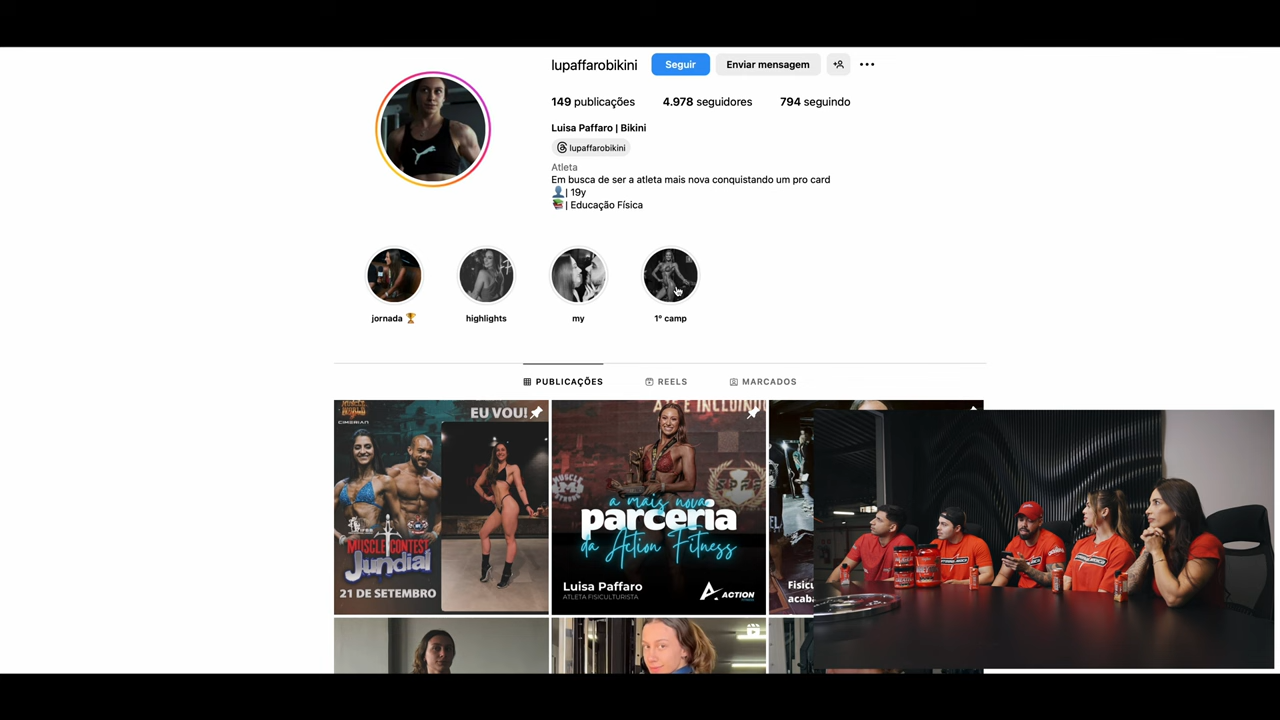 lupaffarobikini
Seguir
Enviar mensagem
149 publicações
4.978 seguidores
794 seguindo
Luisa Paffaro | Bikini
lupaffarobikini
Atleta
Em busca de ser a atleta mais nova conquistando um pro card
| 19y
| Educação Física
jornada 🏆
highlights
my
1º camp
PUBLICAÇÕES
REELS
MARCADOS
EU VOU!
MUSCLE CONTEST
Jundiaí
21 DE SETEMBRO
a mais nova
parceria
da Action Fitness
Luisa Paffaro
ATLETA FISICULTURISTA
ACTION